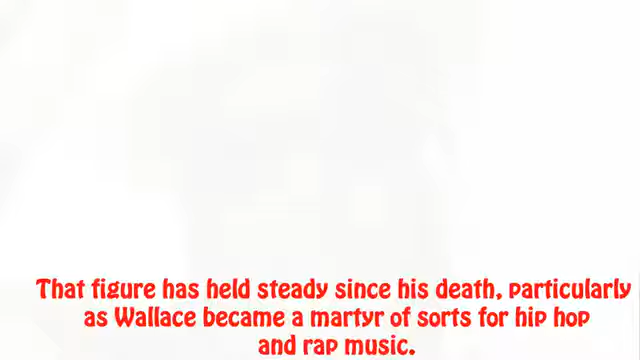 That figure has held steady since his death, particularly
as Wallace became a martyr of sorts for hip hop
and rap music.